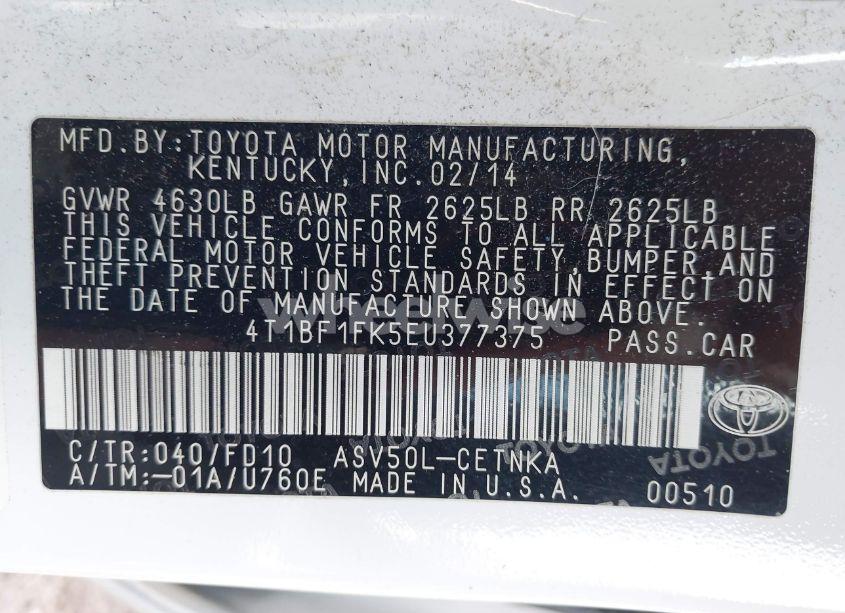 MFD.BY:TOYOTA MOTOR MANUFACTURING,
KENTUCKY,INC.02/14
GVWR 4630LB GAWR FR 2625LB RR 2625LB
THIS VEHICLE CONFORMS TO ALL APPLICABLE
FEDERAL MOTOR VEHICLE SAFETY,BUMPER,AND
THEFT PREVENTION STANDARDS IN EFFECT ON
THE DATE OF MANUFACTURE SHOWN ABOVE.
4T1BF1FK5EU377375 PASS.CAR
C/TR:040/FD10 ASV50L-CETNKA
TOYOTA
A/TM:-01A/U760E MADE IN U.S.A. 00510